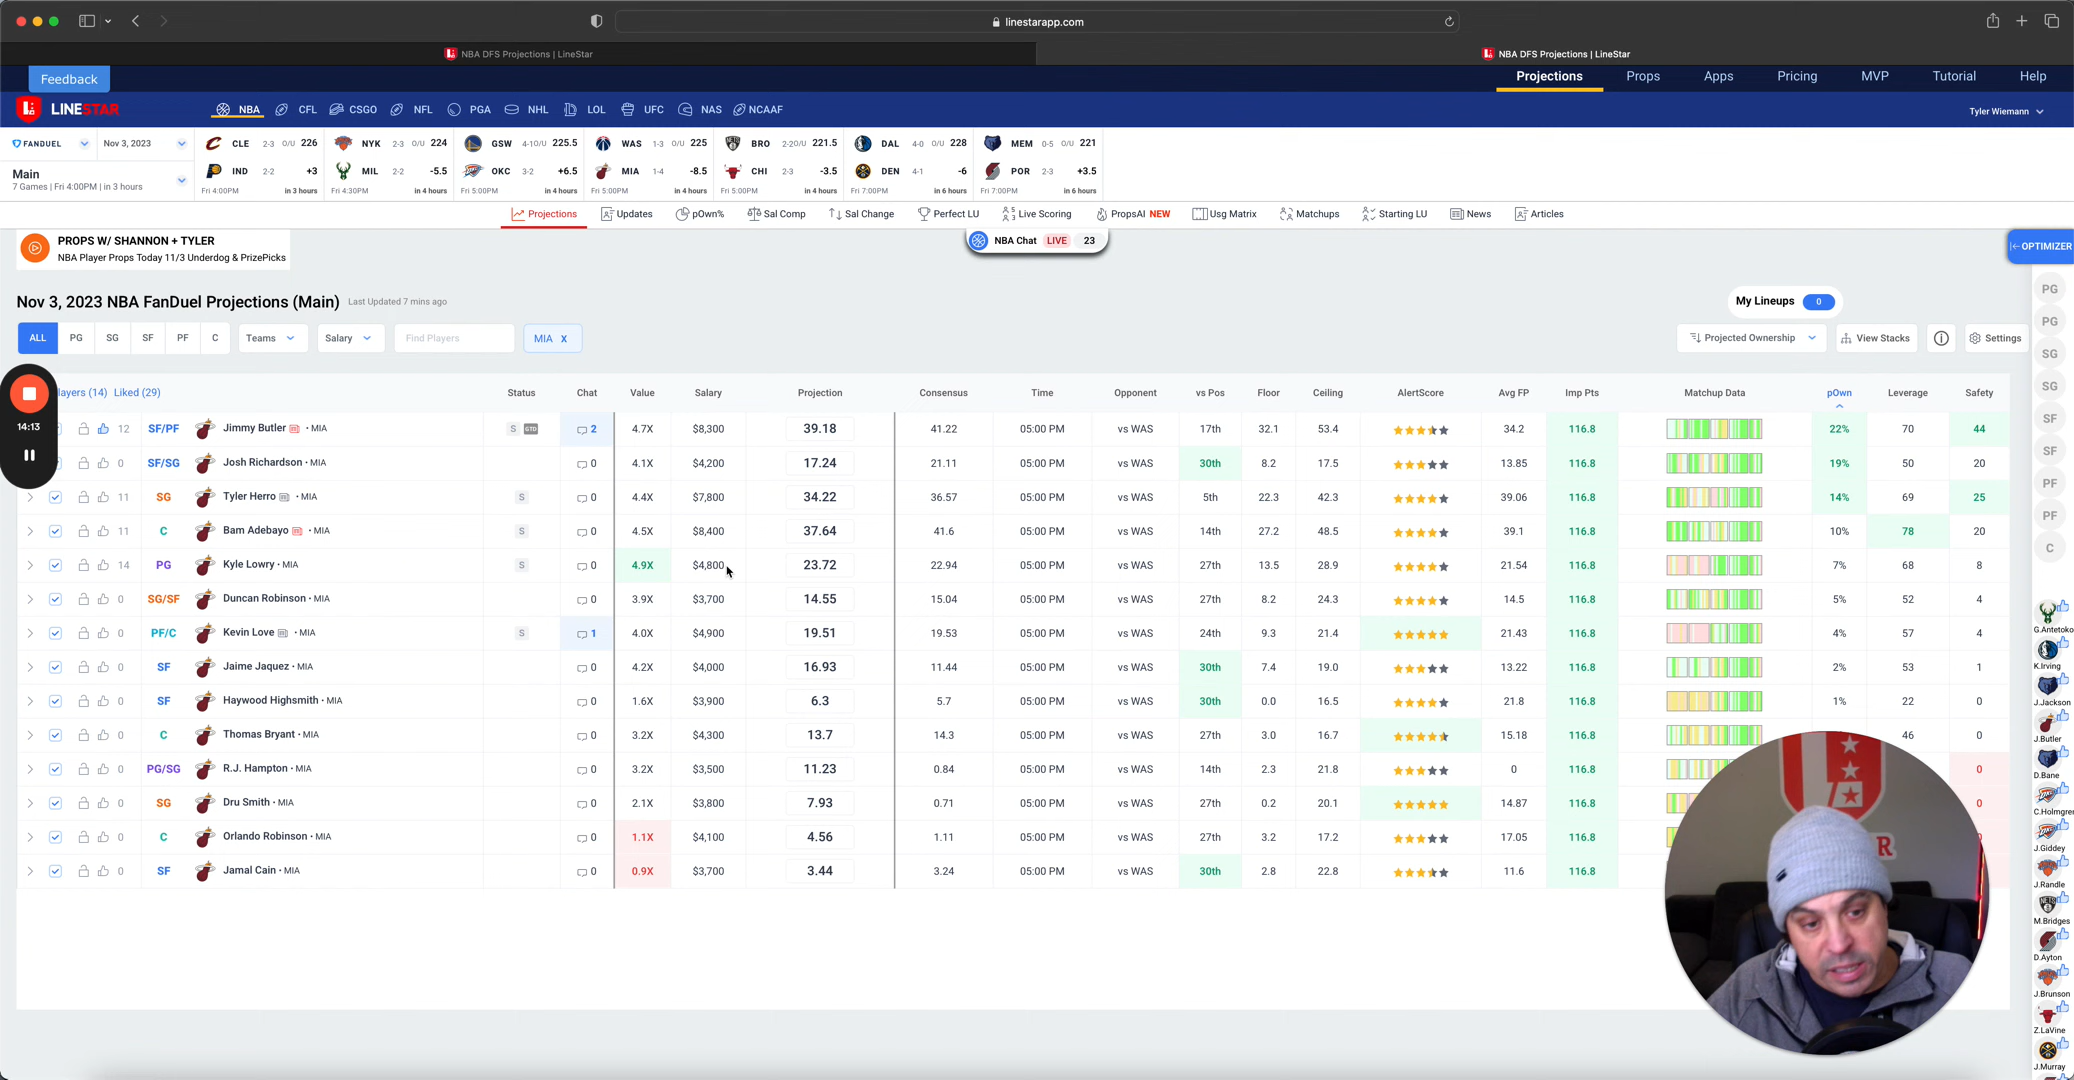 linestarapp.com
NBA DFS Projections | LineStar
NBA DFS Projections | LineStar
Feedback
Projections Props Apps Pricing MVP Tutorial Help
LINESTAR NBA CFL CSGO NFL PGA NHL LOL UFC NAS NCAAF Tyler Wiemann
FANDUEL Nov 3, 2023
Main
7 Games | Fri 4:00PM | in 3 hours
CLE 2-3 O/U 226
IND 2-2 +3
Fri 4:00PM in 3 hours
NYK 2-3 O/U 224
MIL 2-2 -5.5
Fri 4:30PM in 4 hours
GSW 4-1 O/U 225.5
OKC 3-2 +6.5
Fri 5:00PM in 4 hours
WAS 1-3 O/U 225
MIA 1-4 -8.5
Fri 5:00PM in 4 hours
BRO 2-2 O/U 221.5
CHI 2-3 -3.5
Fri 5:00PM in 4 hours
DAL 4-0 O/U 228
DEN 4-1 -6
Fri 7:00PM in 6 hours
MEM 0-5 O/U 221
POR 2-3 +3.5
Fri 7:00PM in 6 hours
Projections Updates pOwn% Sal Comp Sal Change Perfect LU Live Scoring PropsAI NEW Usg Matrix Matchups Starting LU News Articles
PROPS W/ SHANNON + TYLER
NBA Player Props Today 11/3 Underdog & PrizePicks
NBA Chat LIVE 23
OPTIMIZER
Nov 3, 2023 NBA FanDuel Projections (Main) Last Updated 7 mins ago
My Lineups 0
ALL PG SG SF PF C Teams Salary Find Players MIA X
Projected Ownership View Stacks Settings
layers (14) Liked (29) Status Chat Value Salary Projection Consensus Time Opponent vs Pos Floor Ceiling AlertScore Avg FP Imp Pts Matchup Data pOwn Leverage Safety
14:13
12 SF/PF Jimmy Butler • MIA S GTD 2 4.7X $8,300 39.18 41.22 05:00 PM vs WAS 17th 32.1 53.4 34.2 116.8 22% 70 44
0 SF/SG Josh Richardson • MIA 0 4.1X $4,200 17.24 21.11 05:00 PM vs WAS 30th 8.2 17.5 13.85 116.8 19% 50 20
11 SG Tyler Herro • MIA S 0 4.4X $7,800 34.22 36.57 05:00 PM vs WAS 5th 22.3 42.3 39.06 116.8 14% 69 25
11 C Bam Adebayo • MIA S 0 4.5X $8,400 37.64 41.6 05:00 PM vs WAS 14th 27.2 48.5 39.1 116.8 10% 78 20
14 PG Kyle Lowry • MIA S 0 4.9X $4,800 23.72 22.94 05:00 PM vs WAS 27th 13.5 28.9 21.54 116.8 7% 68 8
0 SG/SF Duncan Robinson • MIA 0 3.9X $3,700 14.55 15.04 05:00 PM vs WAS 27th 8.2 24.3 14.5 116.8 5% 52 4
0 PF/C Kevin Love • MIA S 1 4.0X $4,900 19.51 19.53 05:00 PM vs WAS 24th 9.3 21.4 21.43 116.8 4% 57 4
0 SF Jaime Jaquez • MIA 0 4.2X $4,000 16.93 11.44 05:00 PM vs WAS 30th 7.4 19.0 13.22 116.8 2% 53 1
0 SF Haywood Highsmith • MIA 0 1.6X $3,900 6.3 5.7 05:00 PM vs WAS 30th 0.0 16.5 21.8 116.8 1% 22 0
0 C Thomas Bryant • MIA 0 3.2X $4,300 13.7 14.3 05:00 PM vs WAS 27th 3.0 16.7 15.18 116.8 46 0
0 PG/SG R.J. Hampton • MIA 0 3.2X $3,500 11.23 0.84 05:00 PM vs WAS 14th 2.3 21.8 0 116.8 0
0 SG Dru Smith • MIA 0 2.1X $3,800 7.93 0.71 05:00 PM vs WAS 27th 0.2 20.1 14.87 116.8 0
0 C Orlando Robinson • MIA 0 1.1X $4,100 4.56 1.11 05:00 PM vs WAS 27th 3.2 17.2 17.05 116.8
0 SF Jamal Cain • MIA 0 0.9X $3,700 3.44 3.24 05:00 PM vs WAS 30th 2.8 22.8 11.6 116.8
PG
PG
SG
SG
SF
SF
PF
PF
C
G.Antetoko
K.Irving
J.Jackson
J.Butler
D.Bane
C.Holmgre
J.Giddey
J.Randle
M.Bridges
D.Ayton
J.Brunson
Z.LaVine
J.Murray